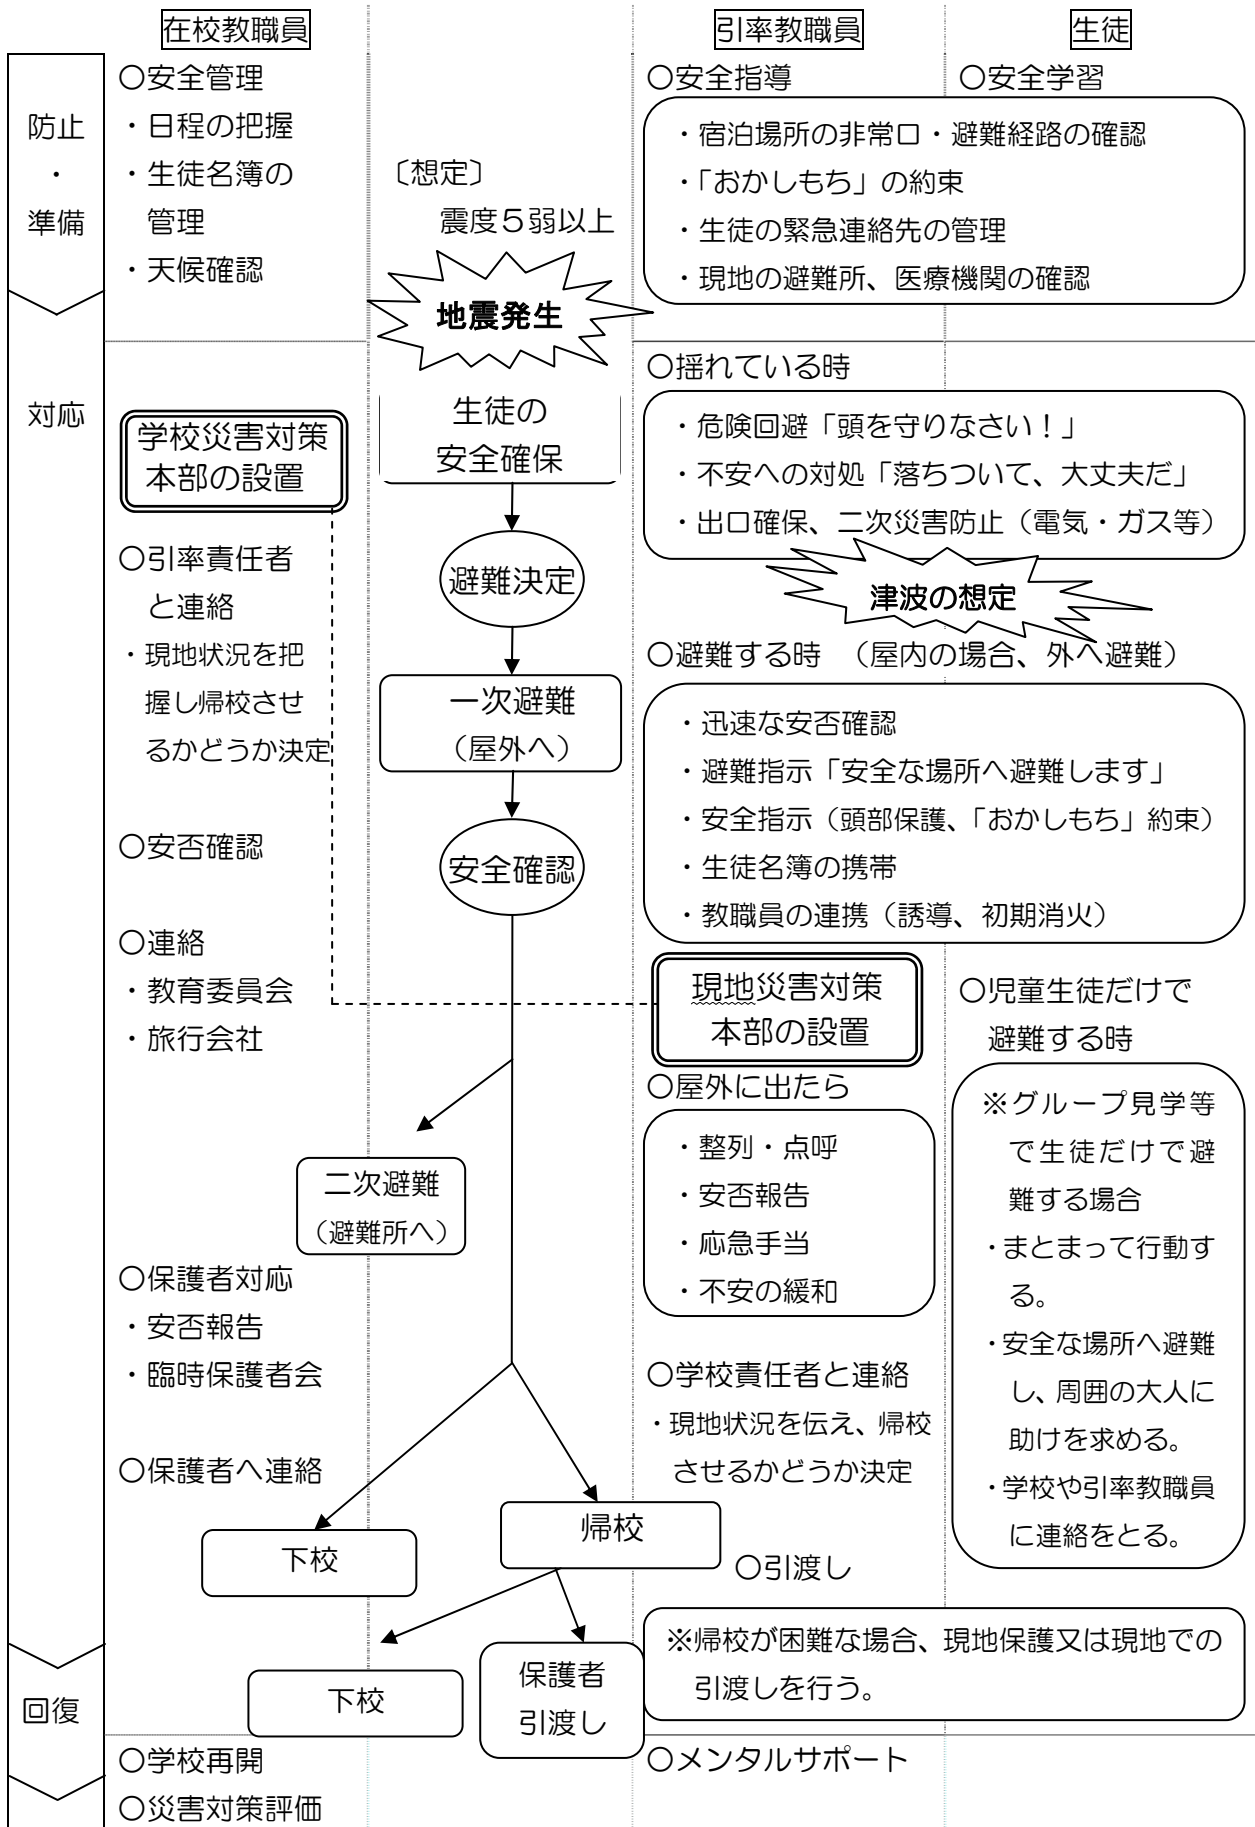 在校教職員
引率教職員
生徒
防止
・
準備
〇安全管理
・日程の把握
・生徒名簿の
管理
・天候確認
〔想定〕
震度５弱以上
地震発生
〇安全指導
〇安全学習
・宿泊場所の非常口・避難経路の確認
・「おかしもち」の約束
・生徒の緊急連絡先の管理
・現地の避難所、医療機関の確認
対応
学校災害対策
本部の設置
〇引率責任者
と連絡
・現地状況を把
握し帰校させ
るかどうか決定
〇安否確認
〇連絡
・教育委員会
・旅行会社
生徒の
安全確保
避難決定
一次避難
（屋外へ）
安全確認
〇揺れている時
・危険回避「頭を守りなさい！」
・不安への対処「落ちついて、大丈夫だ」
・出口確保、二次災害防止（電気・ガス等）
津波の想定
〇避難する時　（屋内の場合、外へ避難）
・迅速な安否確認
・避難指示「安全な場所へ避難します」
・安全指示（頭部保護、「おかしもち」約束）
・生徒名簿の携帯
・教職員の連携（誘導、初期消火）
現地災害対策
本部の設置
〇屋外に出たら
・整列・点呼
・安否報告
・応急手当
・不安の緩和
〇児童生徒だけで
避難する時
※グループ見学等
で生徒だけで避
難する場合
・まとまって行動す
る。
・安全な場所へ避難
し、周囲の大人に
助けを求める。
・学校や引率教職員
に連絡をとる。
二次避難
（避難所へ）
〇保護者対応
・安否報告
・臨時保護者会
〇保護者へ連絡
〇学校責任者と連絡
・現地状況を伝え、帰校
させるかどうか決定
下校
帰校
〇引渡し
下校
保護者
引渡し
※帰校が困難な場合、現地保護又は現地での
引渡しを行う。
回復
〇学校再開
〇災害対策評価
〇メンタルサポート